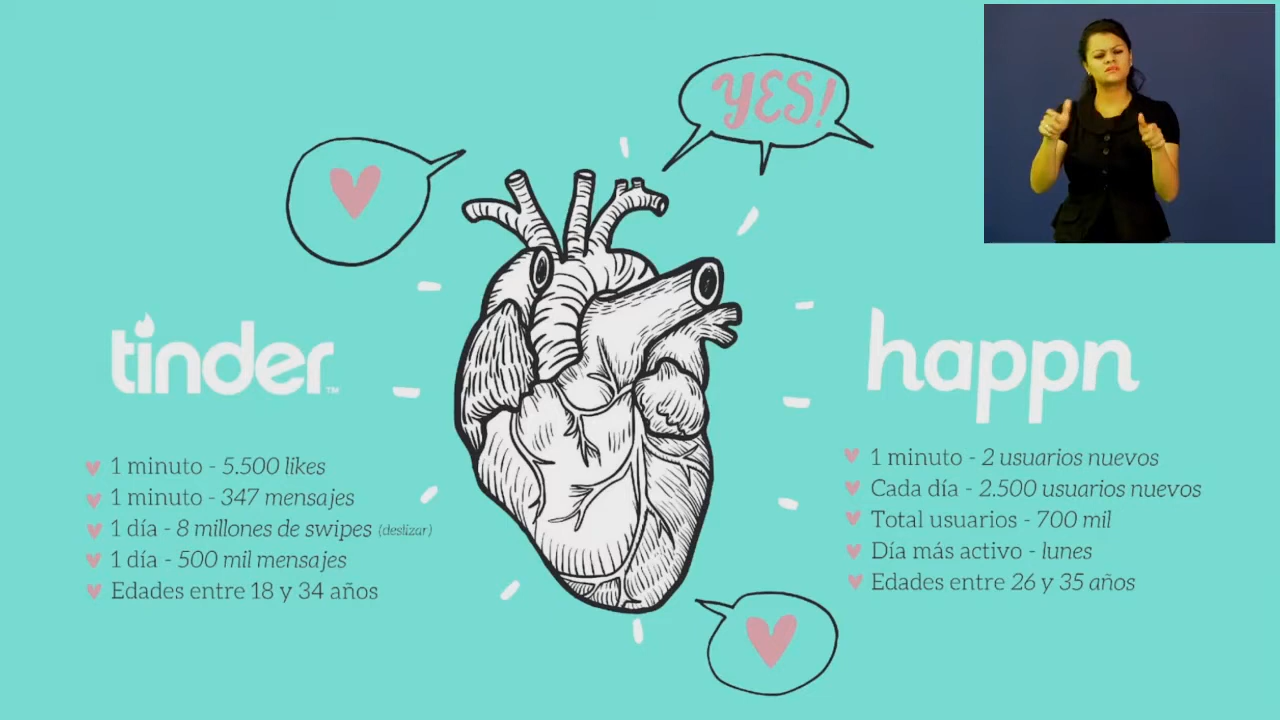 YES!
tinder™
1 minuto - 5.500 likes
1 minuto - 347 mensajes
1 día - 8 millones de swipes (deslizar)
1 día - 500 mil mensajes
Edades entre 18 y 34 años
happn
1 minuto - 2 usuarios nuevos
Cada día - 2.500 usuarios nuevos
Total usuarios - 700 mil
Día más activo - lunes
Edades entre 26 y 35 años